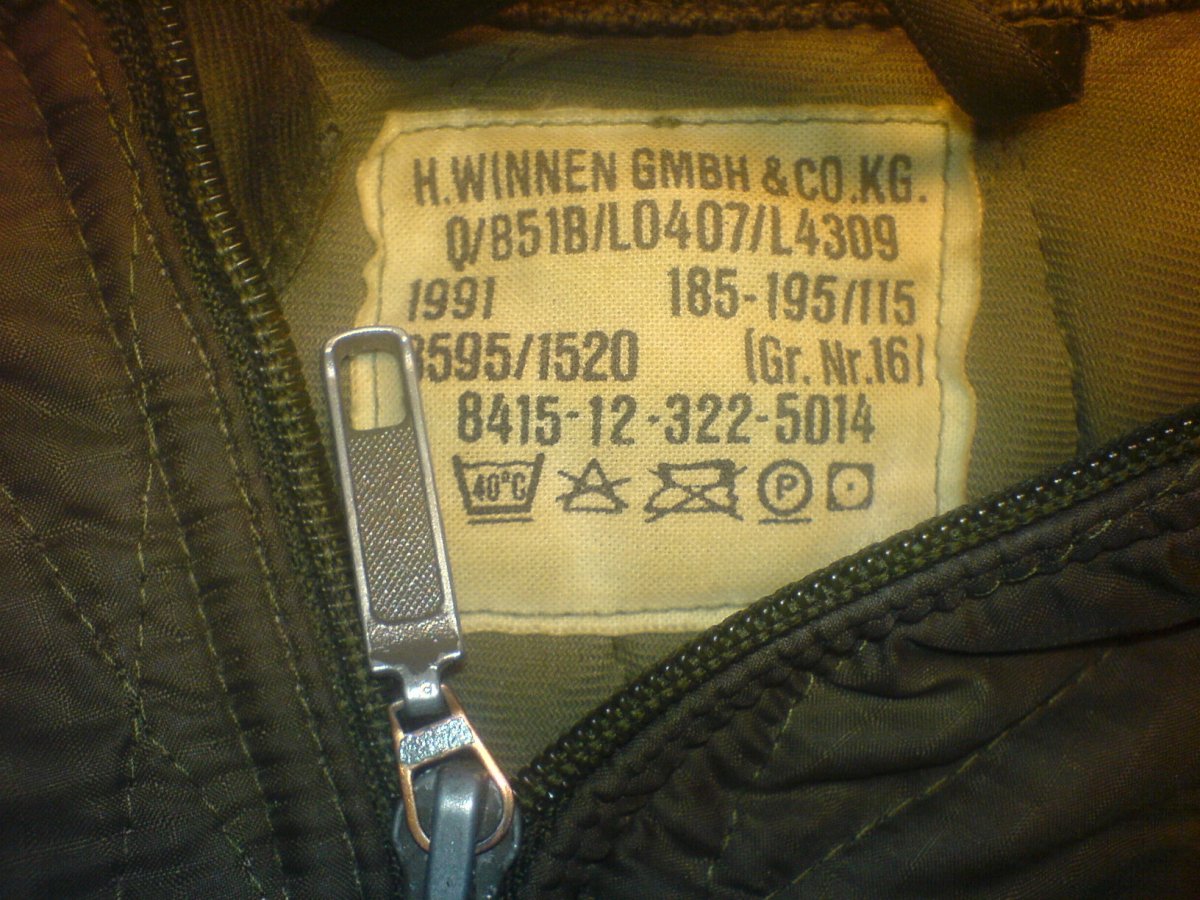 H.WINNEN GMBH & CO.KG.
Q/851B/L0407/L4309
1991 185-195/115
8595/1520 (Gr. Nr.16)
8415-12-322-5014
40°C P